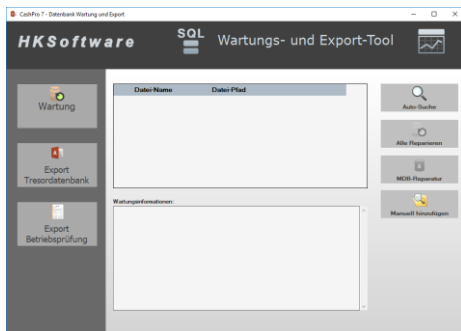 CashPro 7 - Datenbank Wartung und Export
HKSoftware
SQL
Wartungs- und Export-Tool
Wartung
Export
Tresordatenbank
Export
Betriebsprüfung
Datei-Name Datei-Pfad
Wartungsinformationen:
Auto-Suche
Alle Reparieren
MDB-Reparatur
Manuell hinzufügen